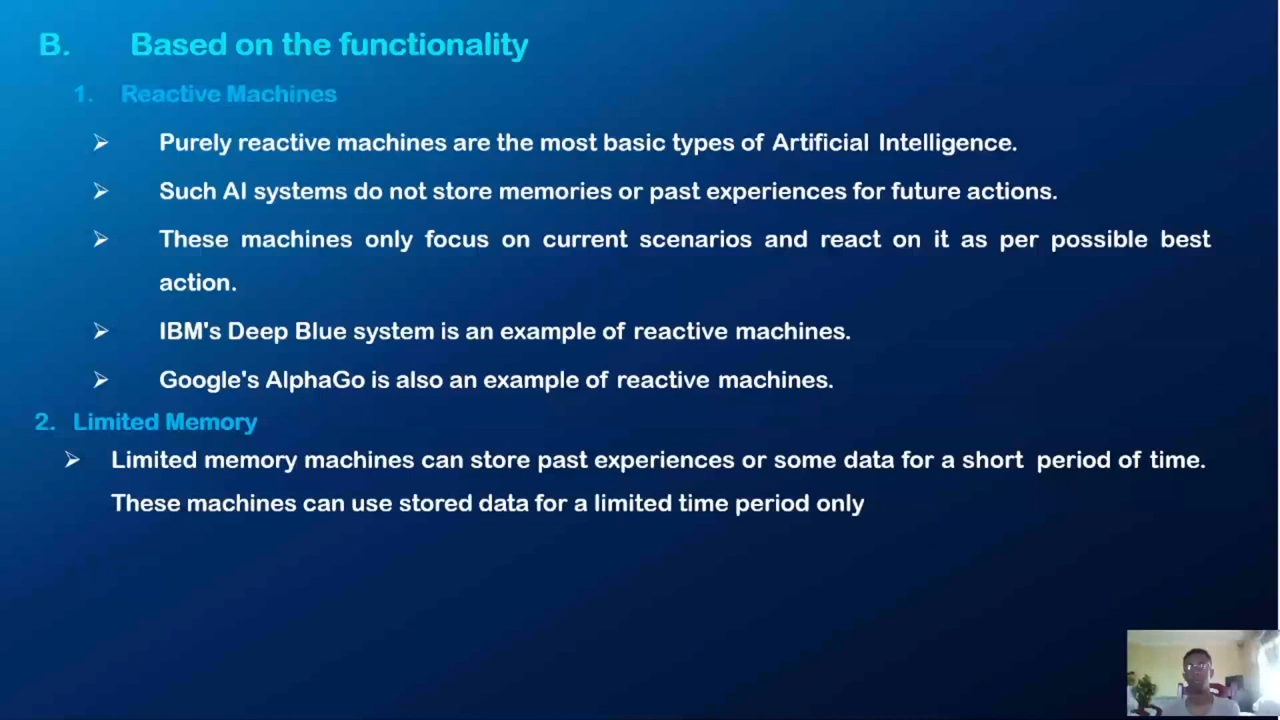 B. Based on the functionality
1. Reactive Machines
Purely reactive machines are the most basic types of Artificial Intelligence.
Such AI systems do not store memories or past experiences for future actions.
These machines only focus on current scenarios and react on it as per possible best
action.
IBM's Deep Blue system is an example of reactive machines.
Google's AlphaGo is also an example of reactive machines.
2. Limited Memory
Limited memory machines can store past experiences or some data for a short period of time.
These machines can use stored data for a limited time period only